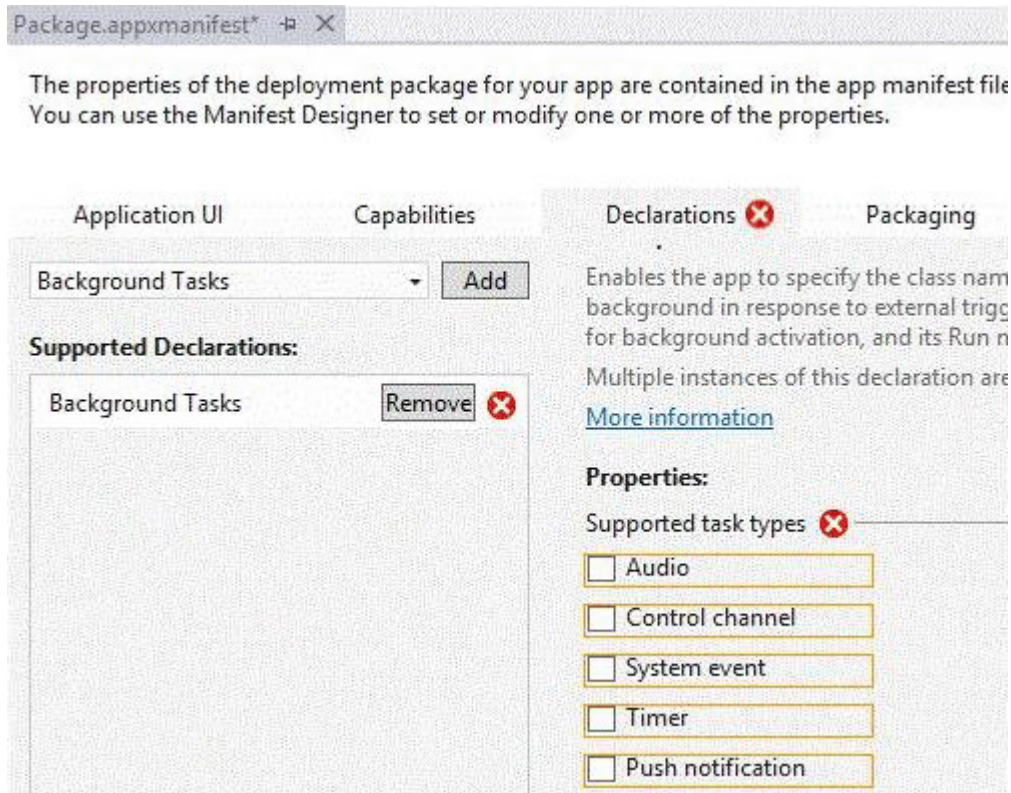 Package.appxmanifest*
The properties of the deployment package for your app are contained in the app manifest file
You can use the Manifest Designer to set or modify one or more of the properties.
Application UI Capabilities Declarations Packaging
Background Tasks Add
Supported Declarations:
Background Tasks Remove
Enables the app to specify the class nam
background in response to external trigg
for background activation, and its Run
Multiple instances of this declaration are
More information
Properties:
Supported task types
Audio
Control channel
System event
Timer
Push notification